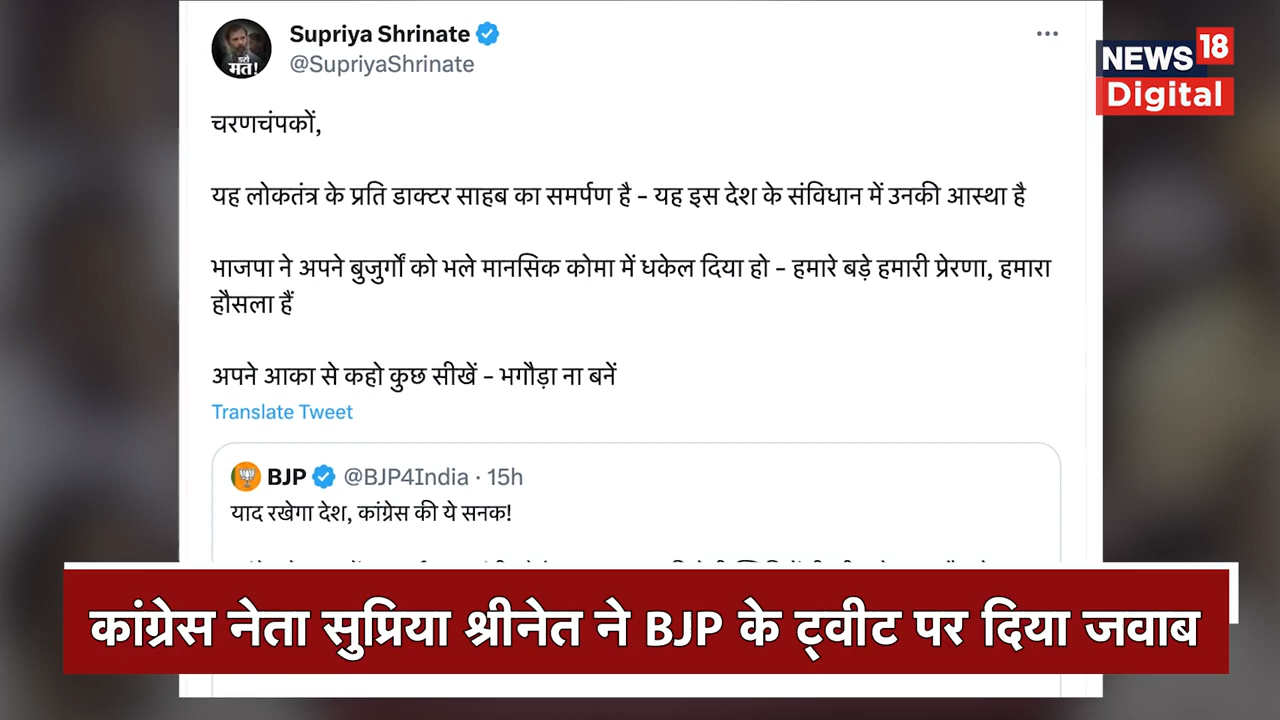 Supriya Shrinate
@SupriyaShrinate
NEWS 18
Digital
डरो
मत!
चरणचंपकों,
यह लोकतंत्र के प्रति डाक्टर साहब का समर्पण है - यह इस देश के संविधान में उनकी आस्था है
भाजपा ने अपने बुजुर्गों को भले मानसिक कोमा में धकेल दिया हो - हमारे बड़े हमारी प्रेरणा, हमारा
हौसला हैं
अपने आका से कहो कुछ सीखें - भगौड़ा ना बनें
Translate Tweet
BJP @BJP4India · 15h
याद रखेगा देश, कांग्रेस की ये सनक!
कांग्रेस नेता सुप्रिया श्रीनेत ने BJP के ट्वीट पर दिया जवाब